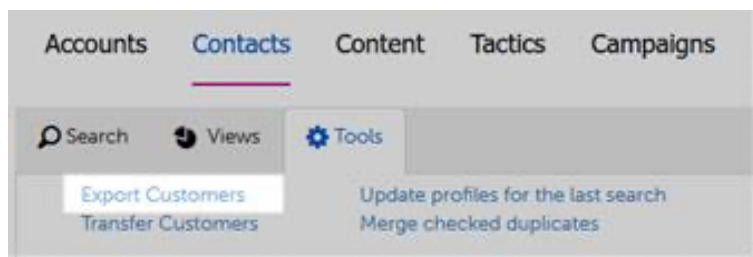 Accounts Contacts Content Tactics Campaigns
Search Views Tools
Export Customers Update profiles for the last search
Transfer Customers Merge checked duplicates